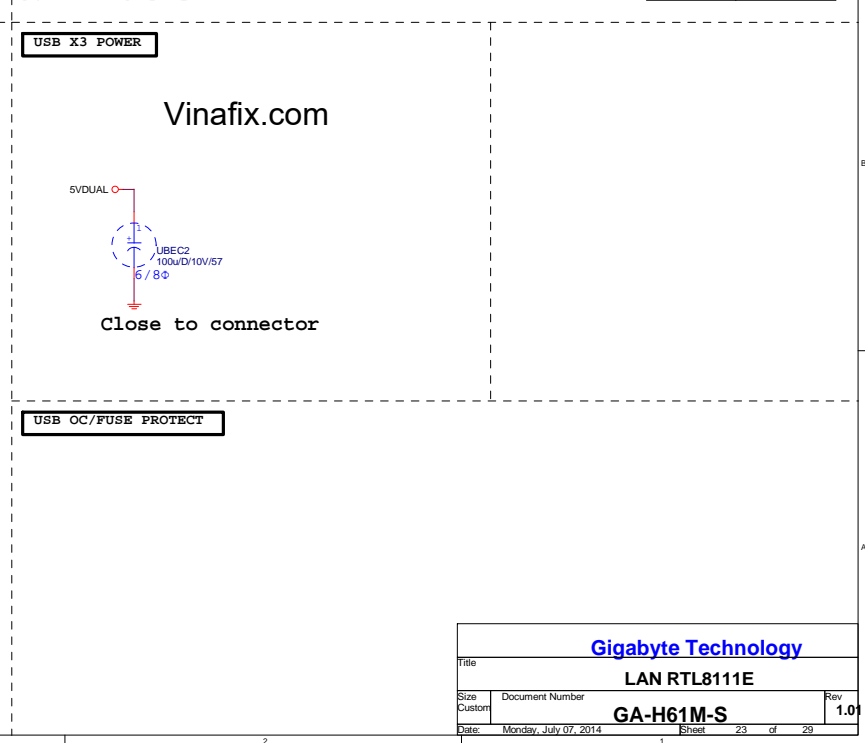 USB X3 POWER
Vinafix.com
B
5VDUAL
1
+
UBEC2
100u/D/10V/57
6/8Φ
Close to connector
USB OC/FUSE PROTECT
A
Gigabyte Technology
Title
LAN RTL8111E
Size
Custom
Document Number
GA-H61M-S
Rev
1.01
Date: Monday, July 07, 2014 Sheet 23 of 29
2 1